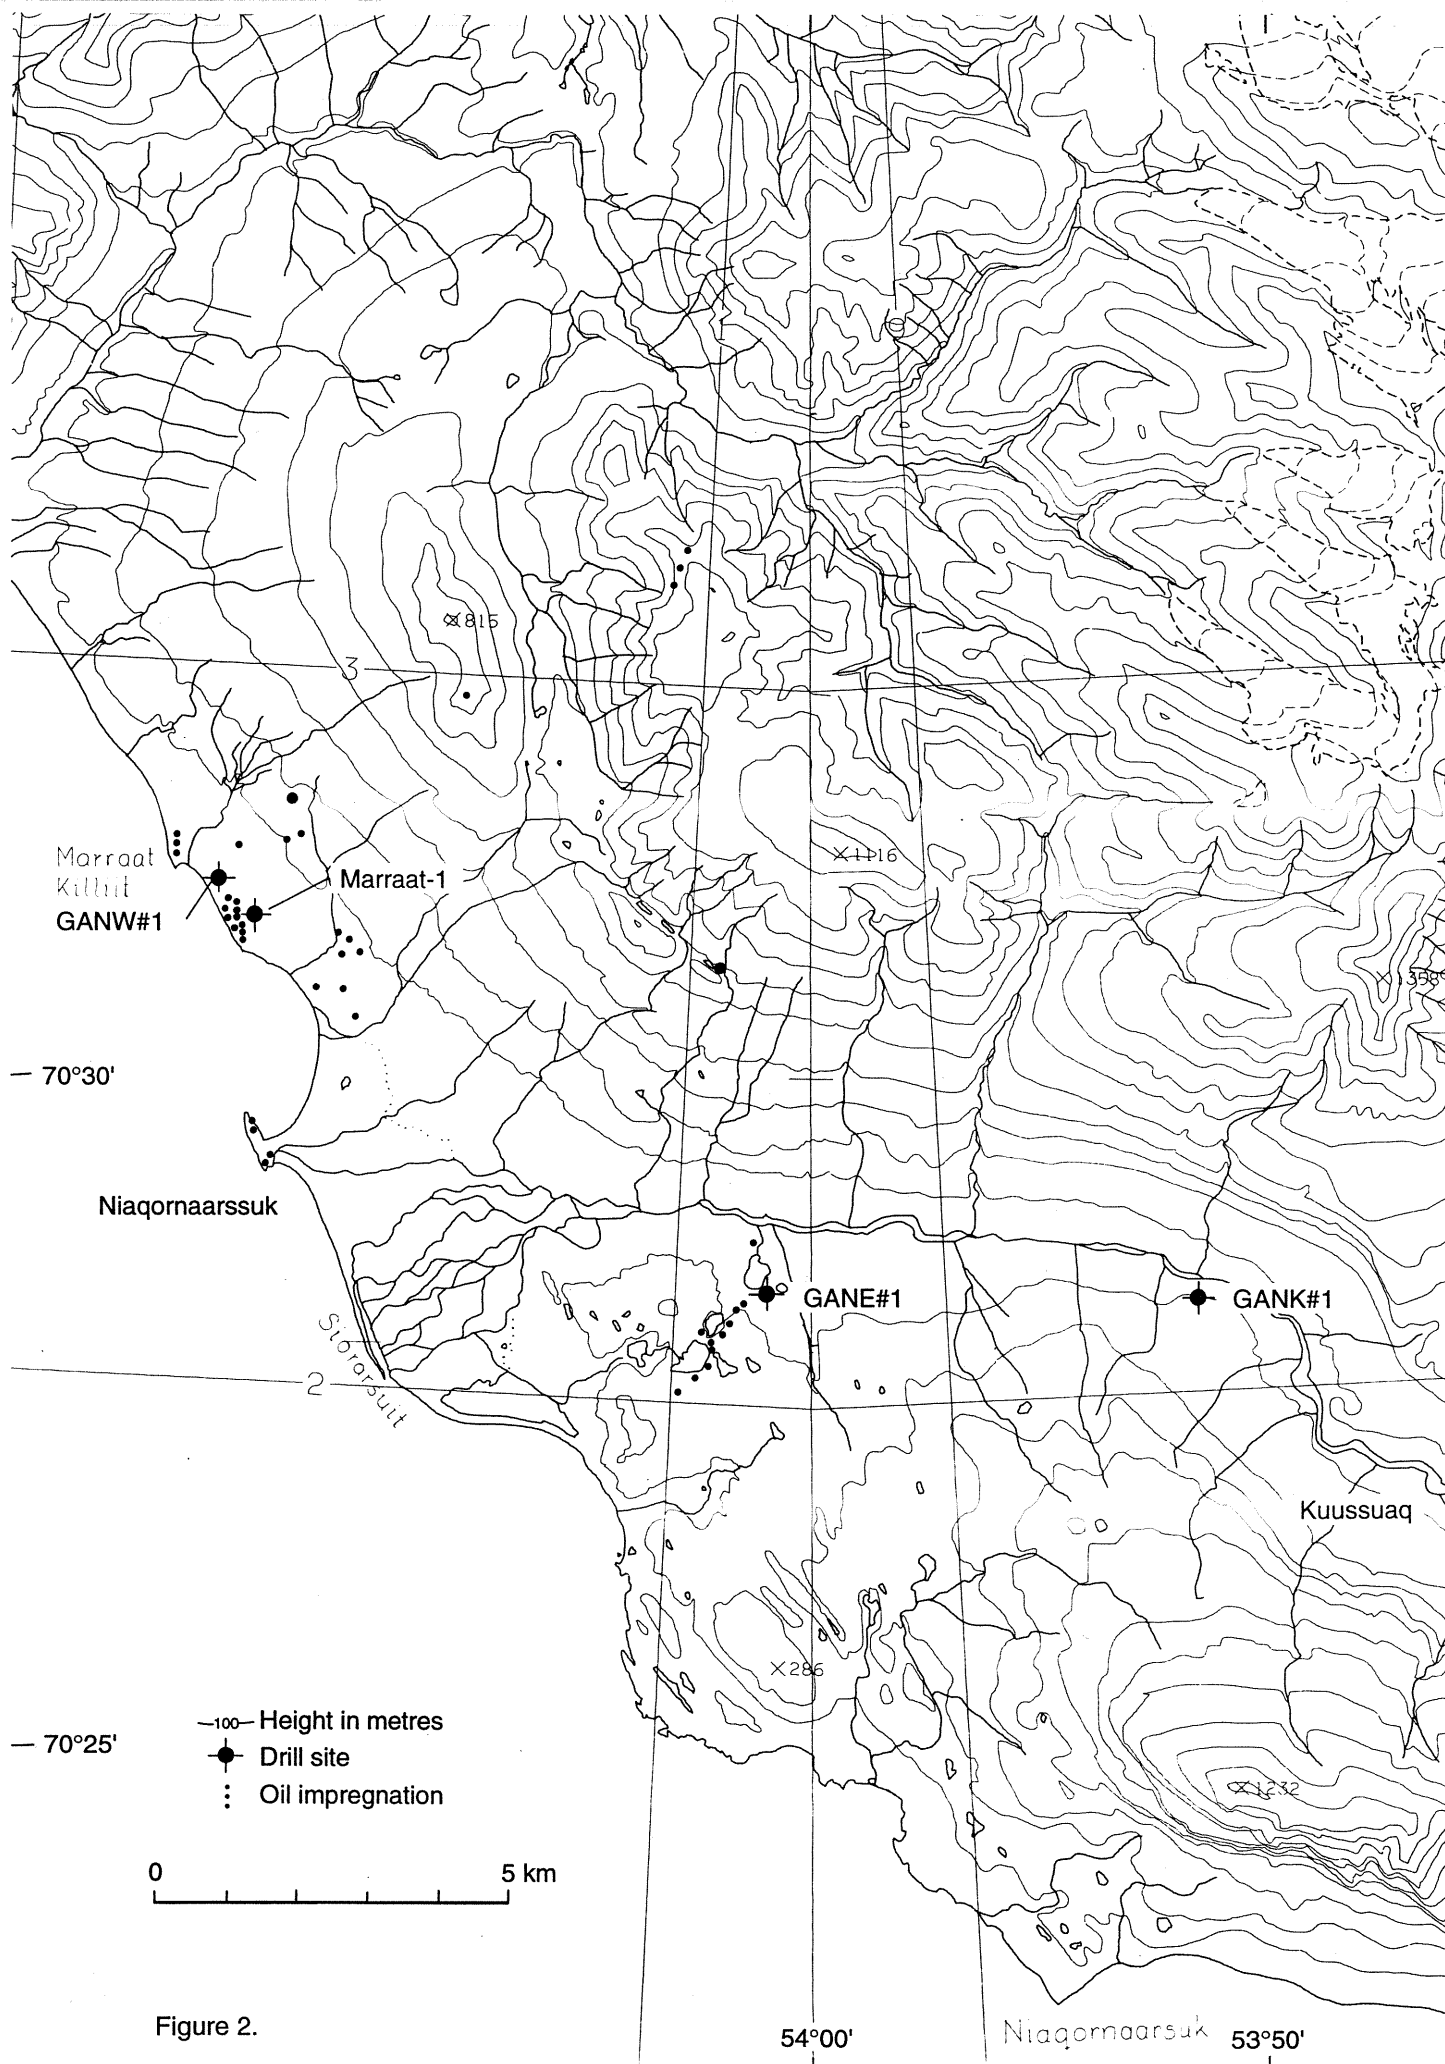 815
3
1116
Marraat
Killiit
Marraat-1
GANW#1
1358
70°30'
Niaqornaarssuk
GANE#1
GANK#1
Siorarsuit
2
Kuussuaq
286
—100— Height in metres
70°25'
Drill site
Oil impregnation
1232
0 5 km
Figure 2.
54°00'
Niaqornaarsuk
53°50'